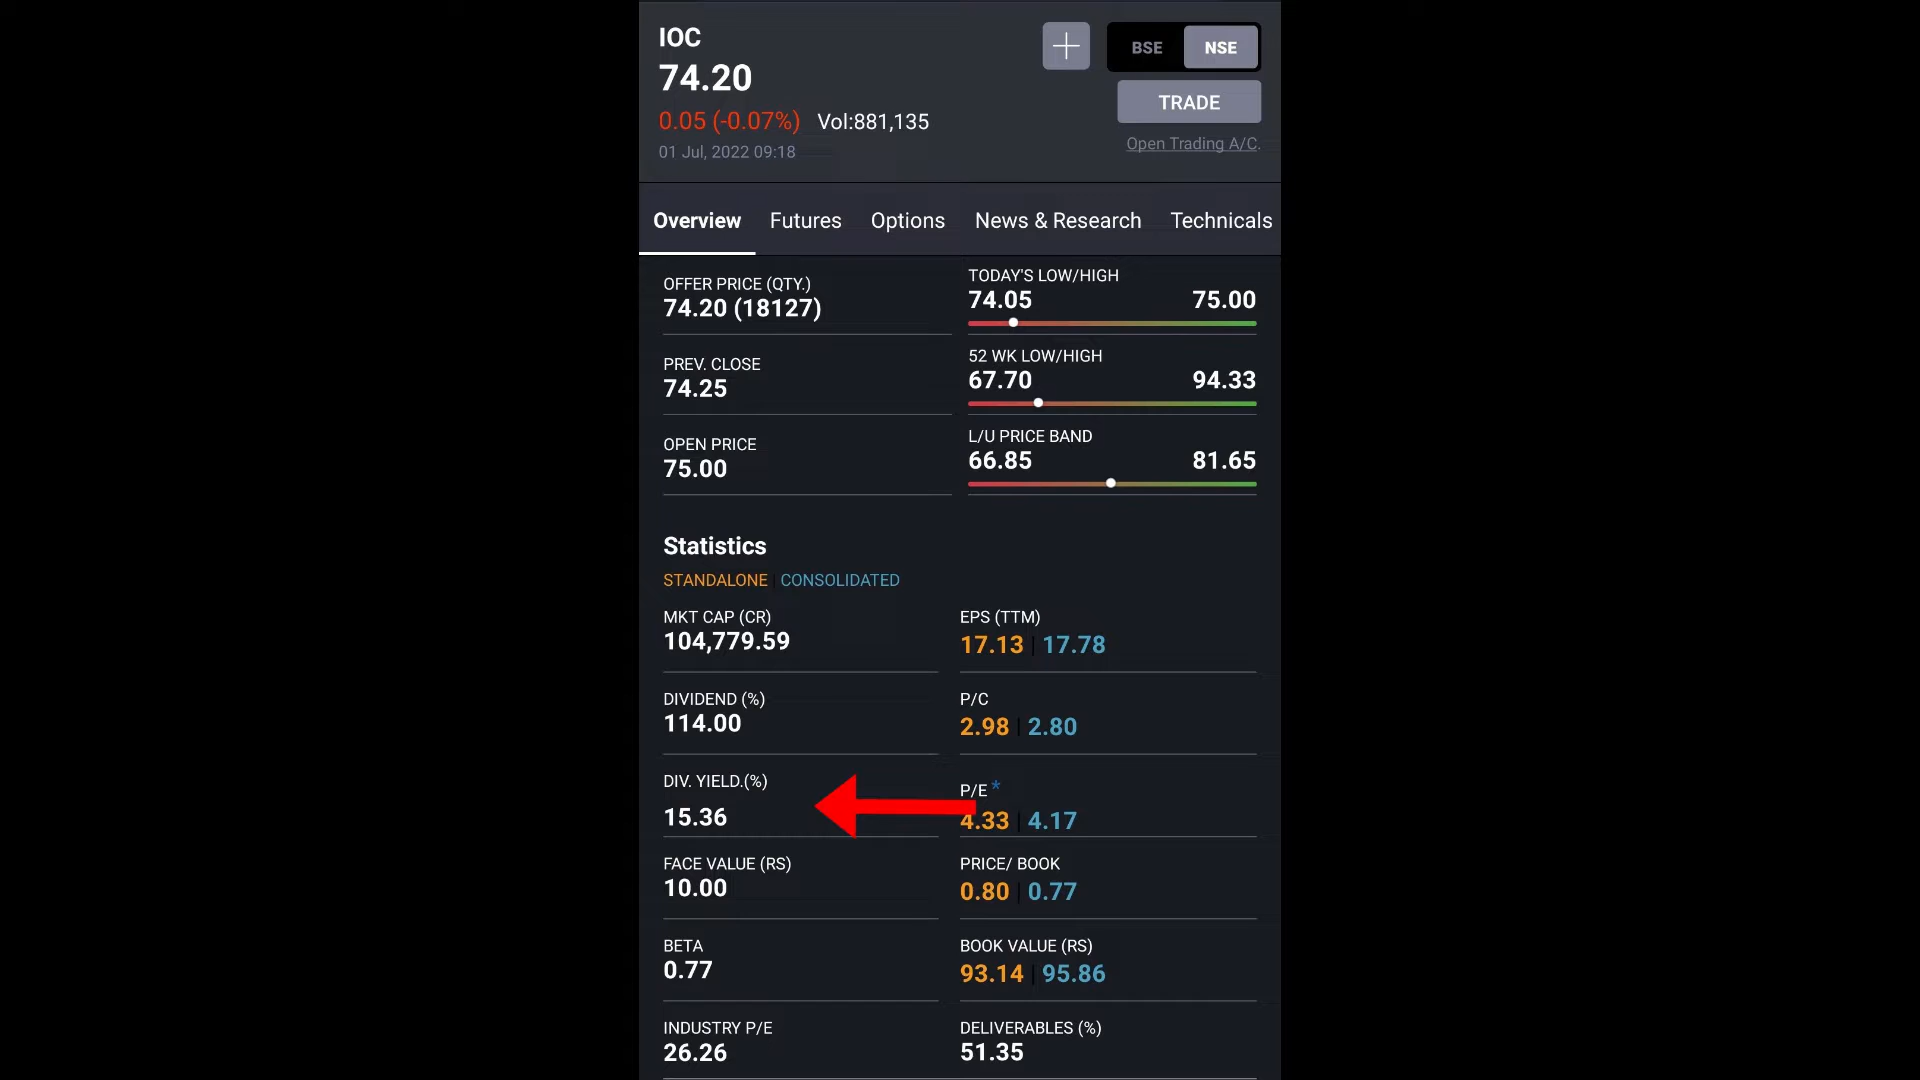 IOC
74.20
0.05 (-0.07%) Vol:881,135
01 Jul, 2022 09:18
BSE NSE
TRADE
Open Trading A/C.
Overview Futures Options News & Research Technicals
OFFER PRICE (QTY.)
74.20 (18127)
TODAY'S LOW/HIGH
74.05 75.00
PREV. CLOSE
74.25
52 WK LOW/HIGH
67.70 94.33
OPEN PRICE
75.00
L/U PRICE BAND
66.85 81.65
Statistics
STANDALONE | CONSOLIDATED
MKT CAP (CR)
104,779.59
EPS (TTM)
17.13 | 17.78
DIVIDEND (%)
114.00
P/C
2.98 | 2.80
DIV. YIELD.(%)
15.36
P/E *
4.33 | 4.17
FACE VALUE (RS)
10.00
PRICE/ BOOK
0.80 | 0.77
BETA
0.77
BOOK VALUE (RS)
93.14 | 95.86
INDUSTRY P/E
26.26
DELIVERABLES (%)
51.35